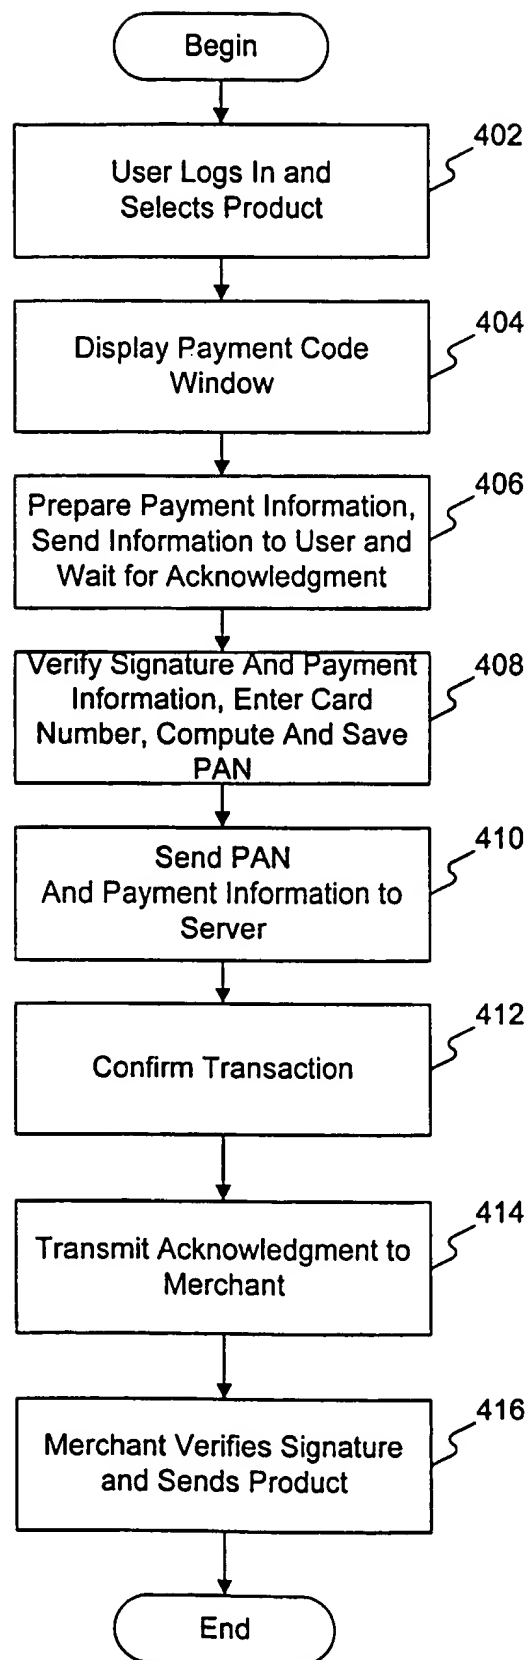 Begin
User Logs In and
Selects Product
402
Display Payment Code
Window
404
Prepare Payment Information,
Send Information to User and
Wait for Acknowledgment
406
Verify Signature And Payment
Information, Enter Card
Number, Compute And Save
PAN
408
Send PAN
And Payment Information to
Server
410
Confirm Transaction
412
Transmit Acknowledgment to
Merchant
414
Merchant Verifies Signature
and Sends Product
416
End